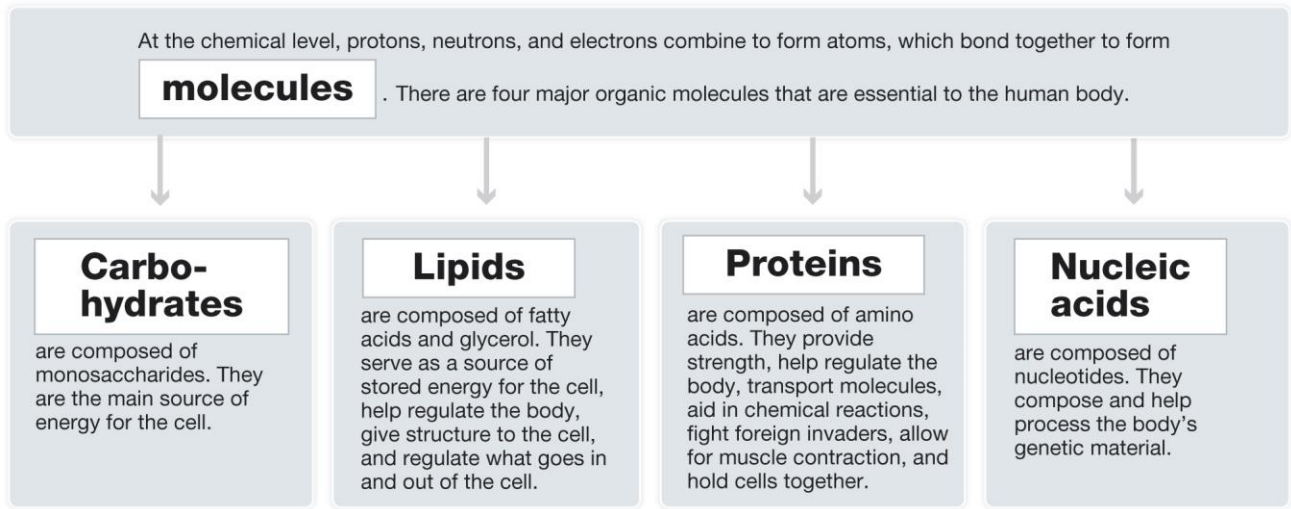 At the chemical level, protons, neutrons, and electrons combine to form atoms, which bond together to form
molecules . There are four major organic molecules that are essential to the human body.
Carbo-
hydrates
are composed of
monosaccharides. They
are the main source of
energy for the cell.
Lipids
are composed of fatty
acids and glycerol. They
serve as a source of
stored energy for the cell,
help regulate the body,
give structure to the cell,
and regulate what goes in
and out of the cell.
Proteins
are composed of amino
acids. They provide
strength, help regulate the
body, transport molecules,
aid in chemical reactions,
fight foreign invaders, allow
for muscle contraction, and
hold cells together.
Nucleic
acids
are composed of
nucleotides. They
compose and help
process the body's
genetic material.